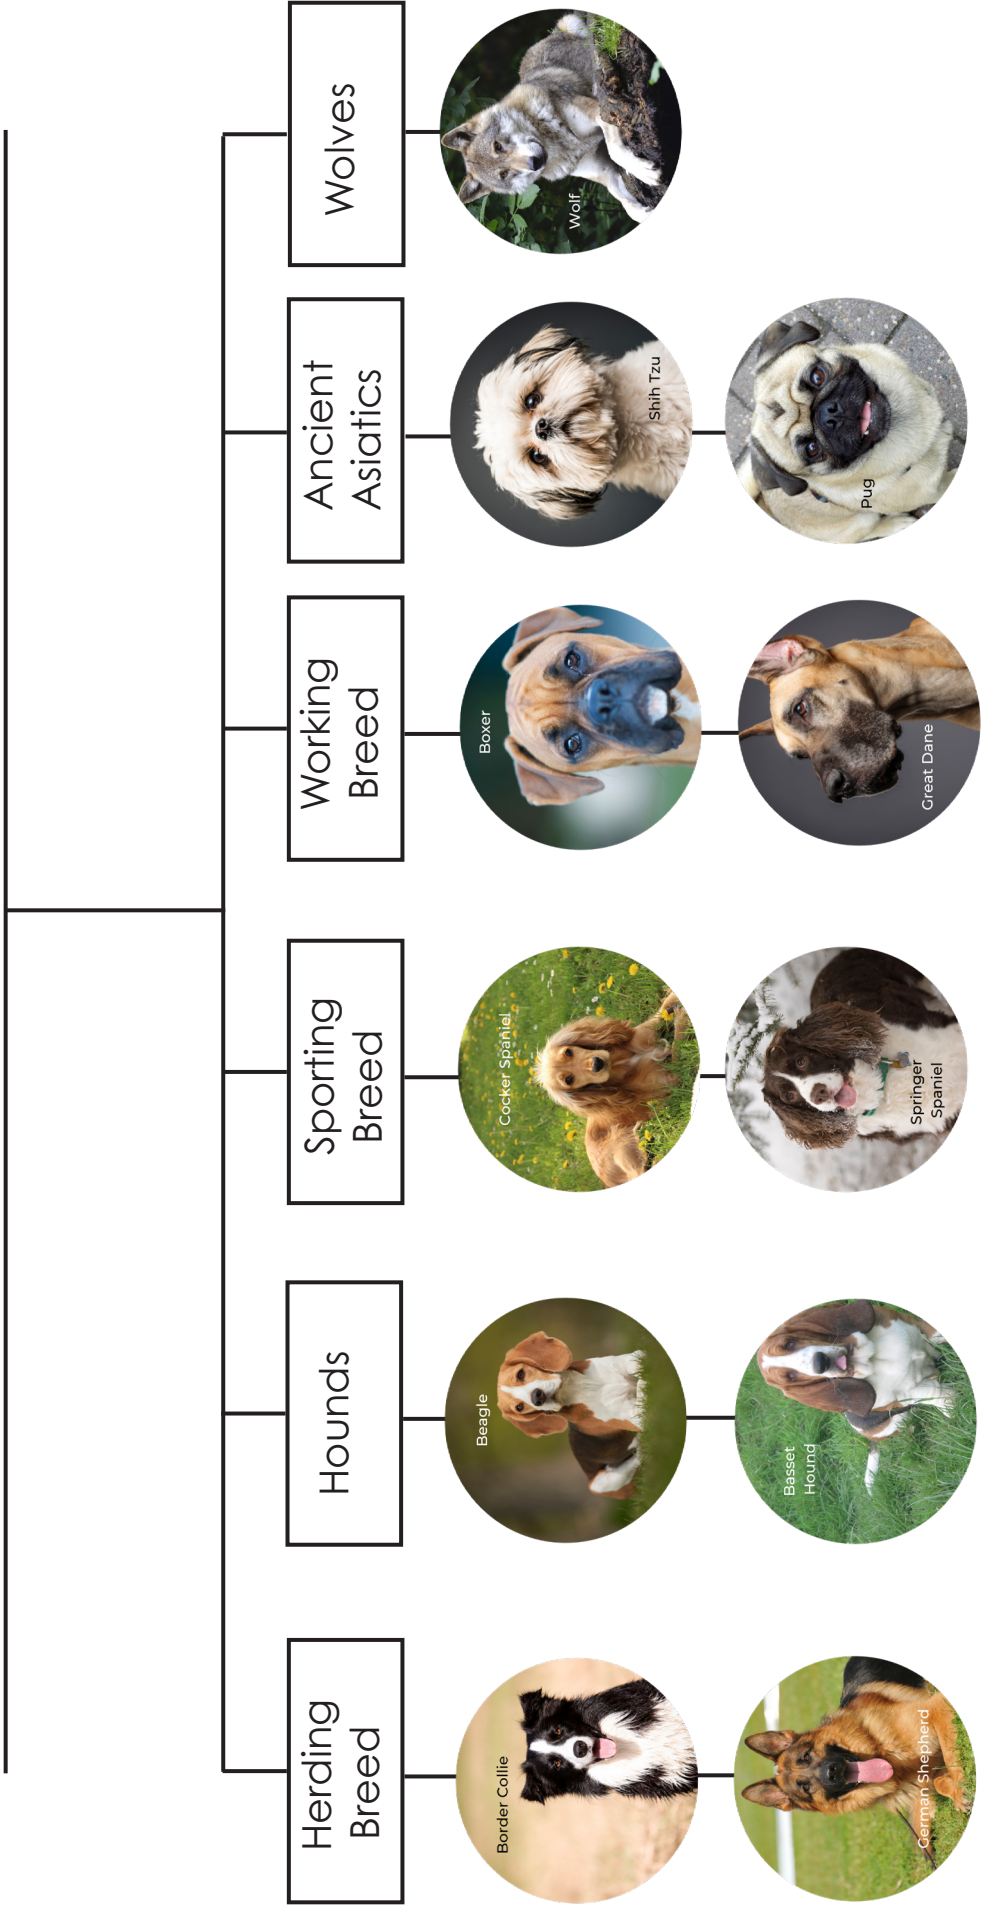 Herding
Breed
Hounds
Sporting
Breed
Working
Breed
Ancient
Asiatics
Wolves
Border Collie
Beagle
Cocker Spaniel
Boxer
Shih Tzu
Wolf
German Shepherd
Basset
Hound
Springer
Spaniel
Great Dane
Pug